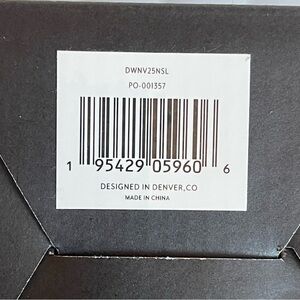 DWNV25NSL
PO-001357
1 95429 05960 6
DESIGNED IN DENVER,CO
MADE IN CHINA